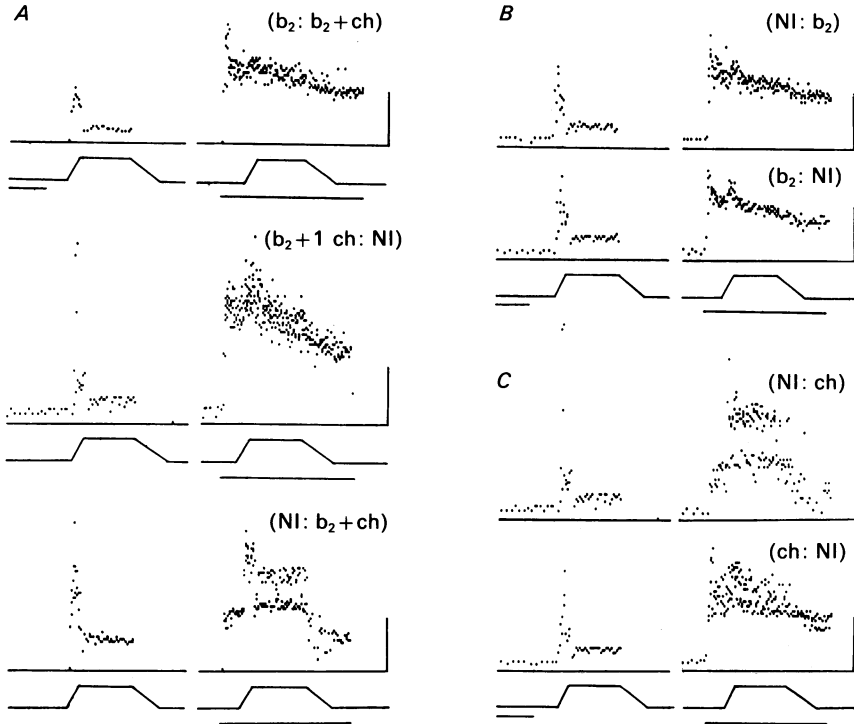 A
(b₂: b₂+ch)
(b₂+1 ch: NI)
(NI: b₂+ch)
B
(NI: b₂)
(b₂: NI)
C
(NI: ch)
(ch: NI)